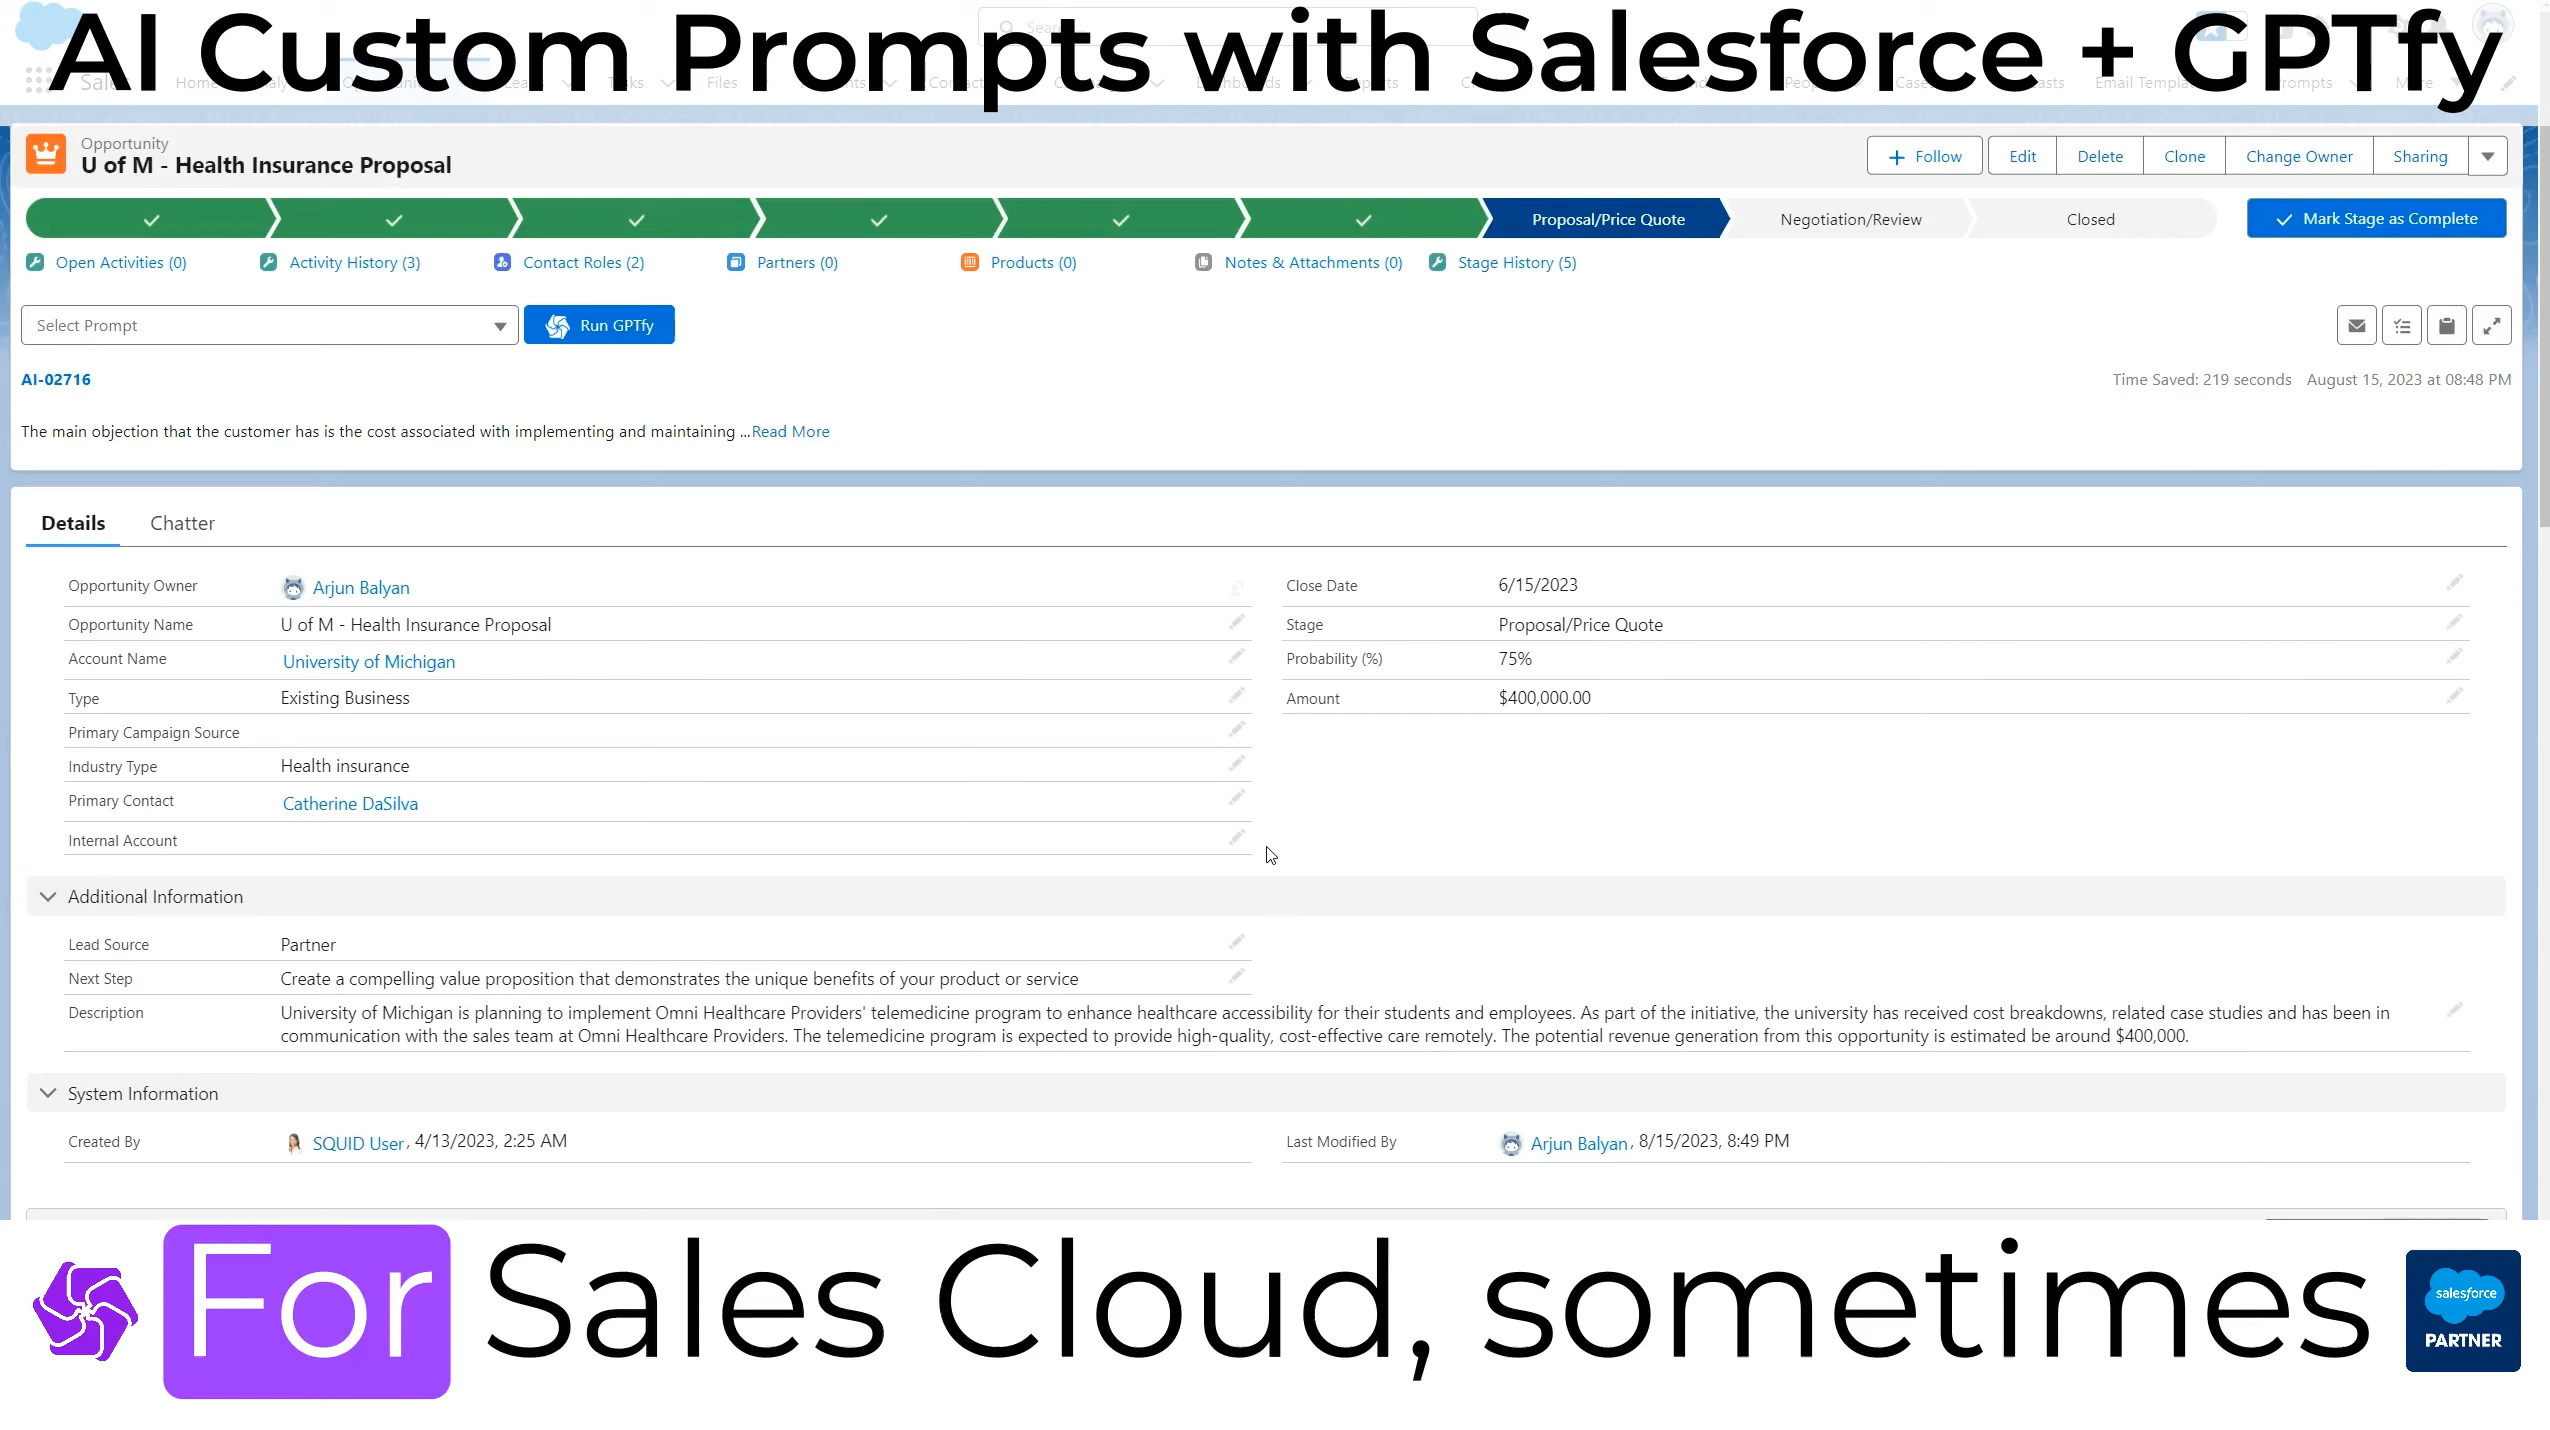 AI Custom Prompts with Salesforce + GPTfy
Opportunity
U of M - Health Insurance Proposal
Follow
Edit
Delete
Clone
Change Owner
Sharing
Proposal/Price Quote
Negotiation/Review
Closed
Mark Stage as Complete
Open Activities (0)
Activity History (3)
Contact Roles (2)
Partners (0)
Products (0)
Notes & Attachments (0)
Stage History (5)
Select Prompt
Run GPTfy
AI-02716
Time Saved: 219 seconds August 15, 2023 at 08:48 PM
The main objection that the customer has is the cost associated with implementing and maintaining ...Read More
Details
Chatter
Opportunity Owner
Arjun Balyan
Close Date
6/15/2023
Opportunity Name
U of M - Health Insurance Proposal
Stage
Proposal/Price Quote
Account Name
University of Michigan
Probability (%)
75%
Type
Existing Business
Amount
$400,000.00
Primary Campaign Source
Industry Type
Health insurance
Primary Contact
Catherine DaSilva
Internal Account
Additional Information
Lead Source
Partner
Next Step
Create a compelling value proposition that demonstrates the unique benefits of your product or service
Description
University of Michigan is planning to implement Omni Healthcare Providers' telemedicine program to enhance healthcare accessibility for their students and employees. As part of the initiative, the university has received cost breakdowns, related case studies and has been in
communication with the sales team at Omni Healthcare Providers. The telemedicine program is expected to provide high-quality, cost-effective care remotely. The potential revenue generation from this opportunity is estimated be around $400,000.
System Information
Created By
SQUID User, 4/13/2023, 2:25 AM
Last Modified By
Arjun Balyan, 8/15/2023, 8:49 PM
For Sales Cloud, sometimes
salesforce
PARTNER